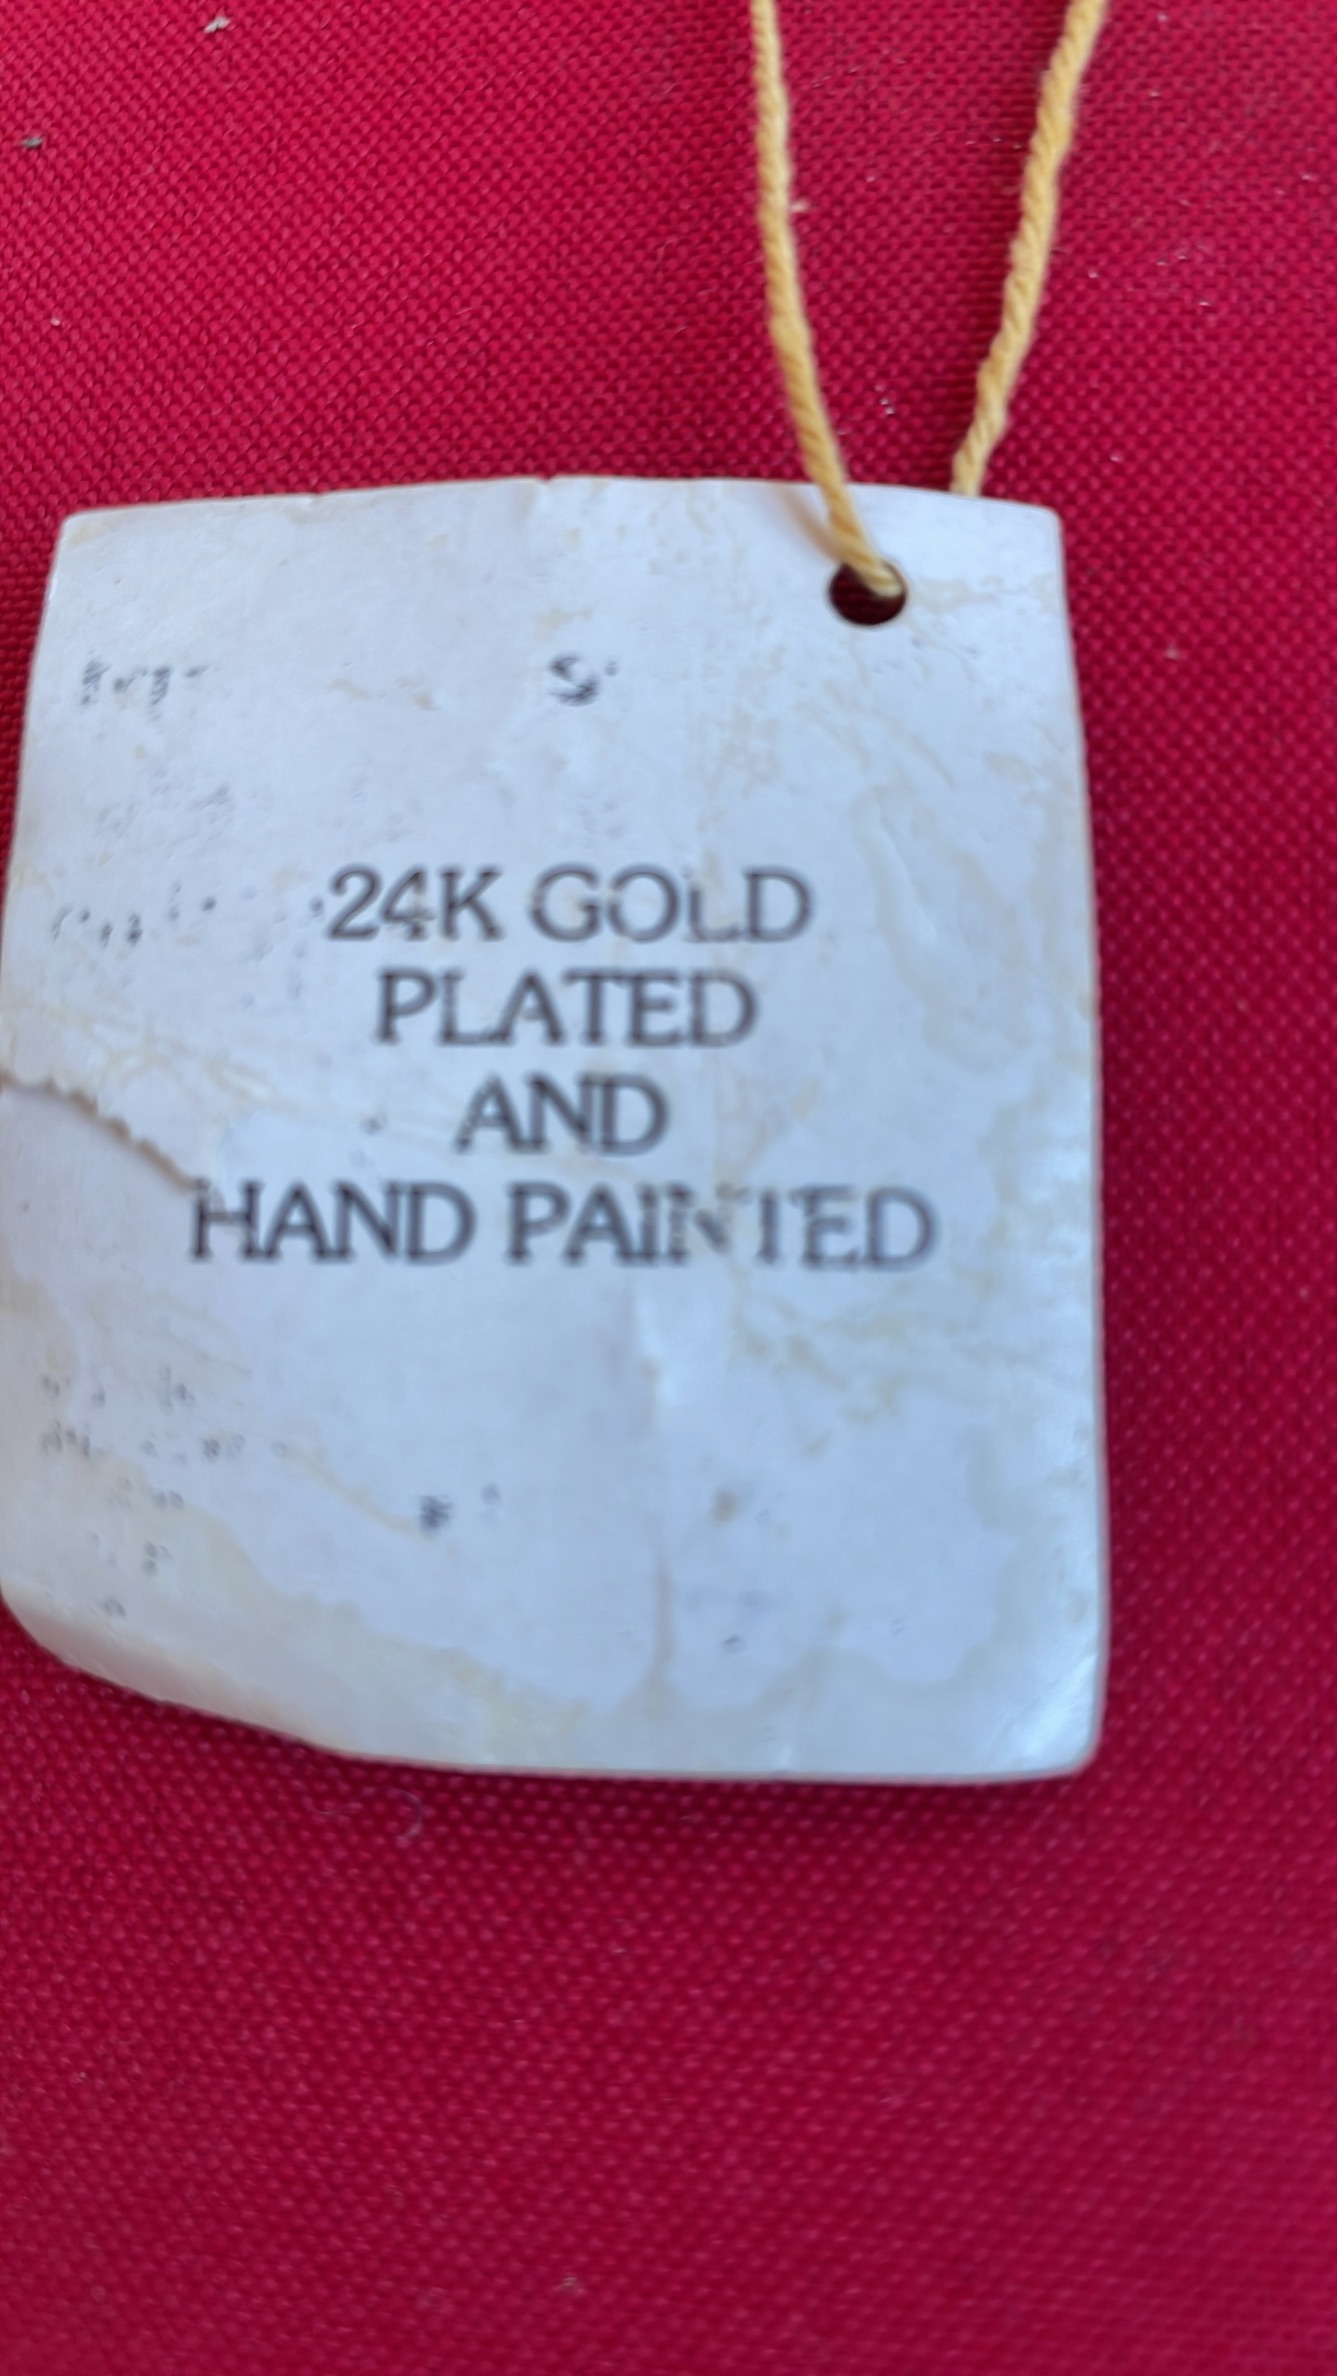 24K GOLD
PLATED
AND
HAND PAINTED